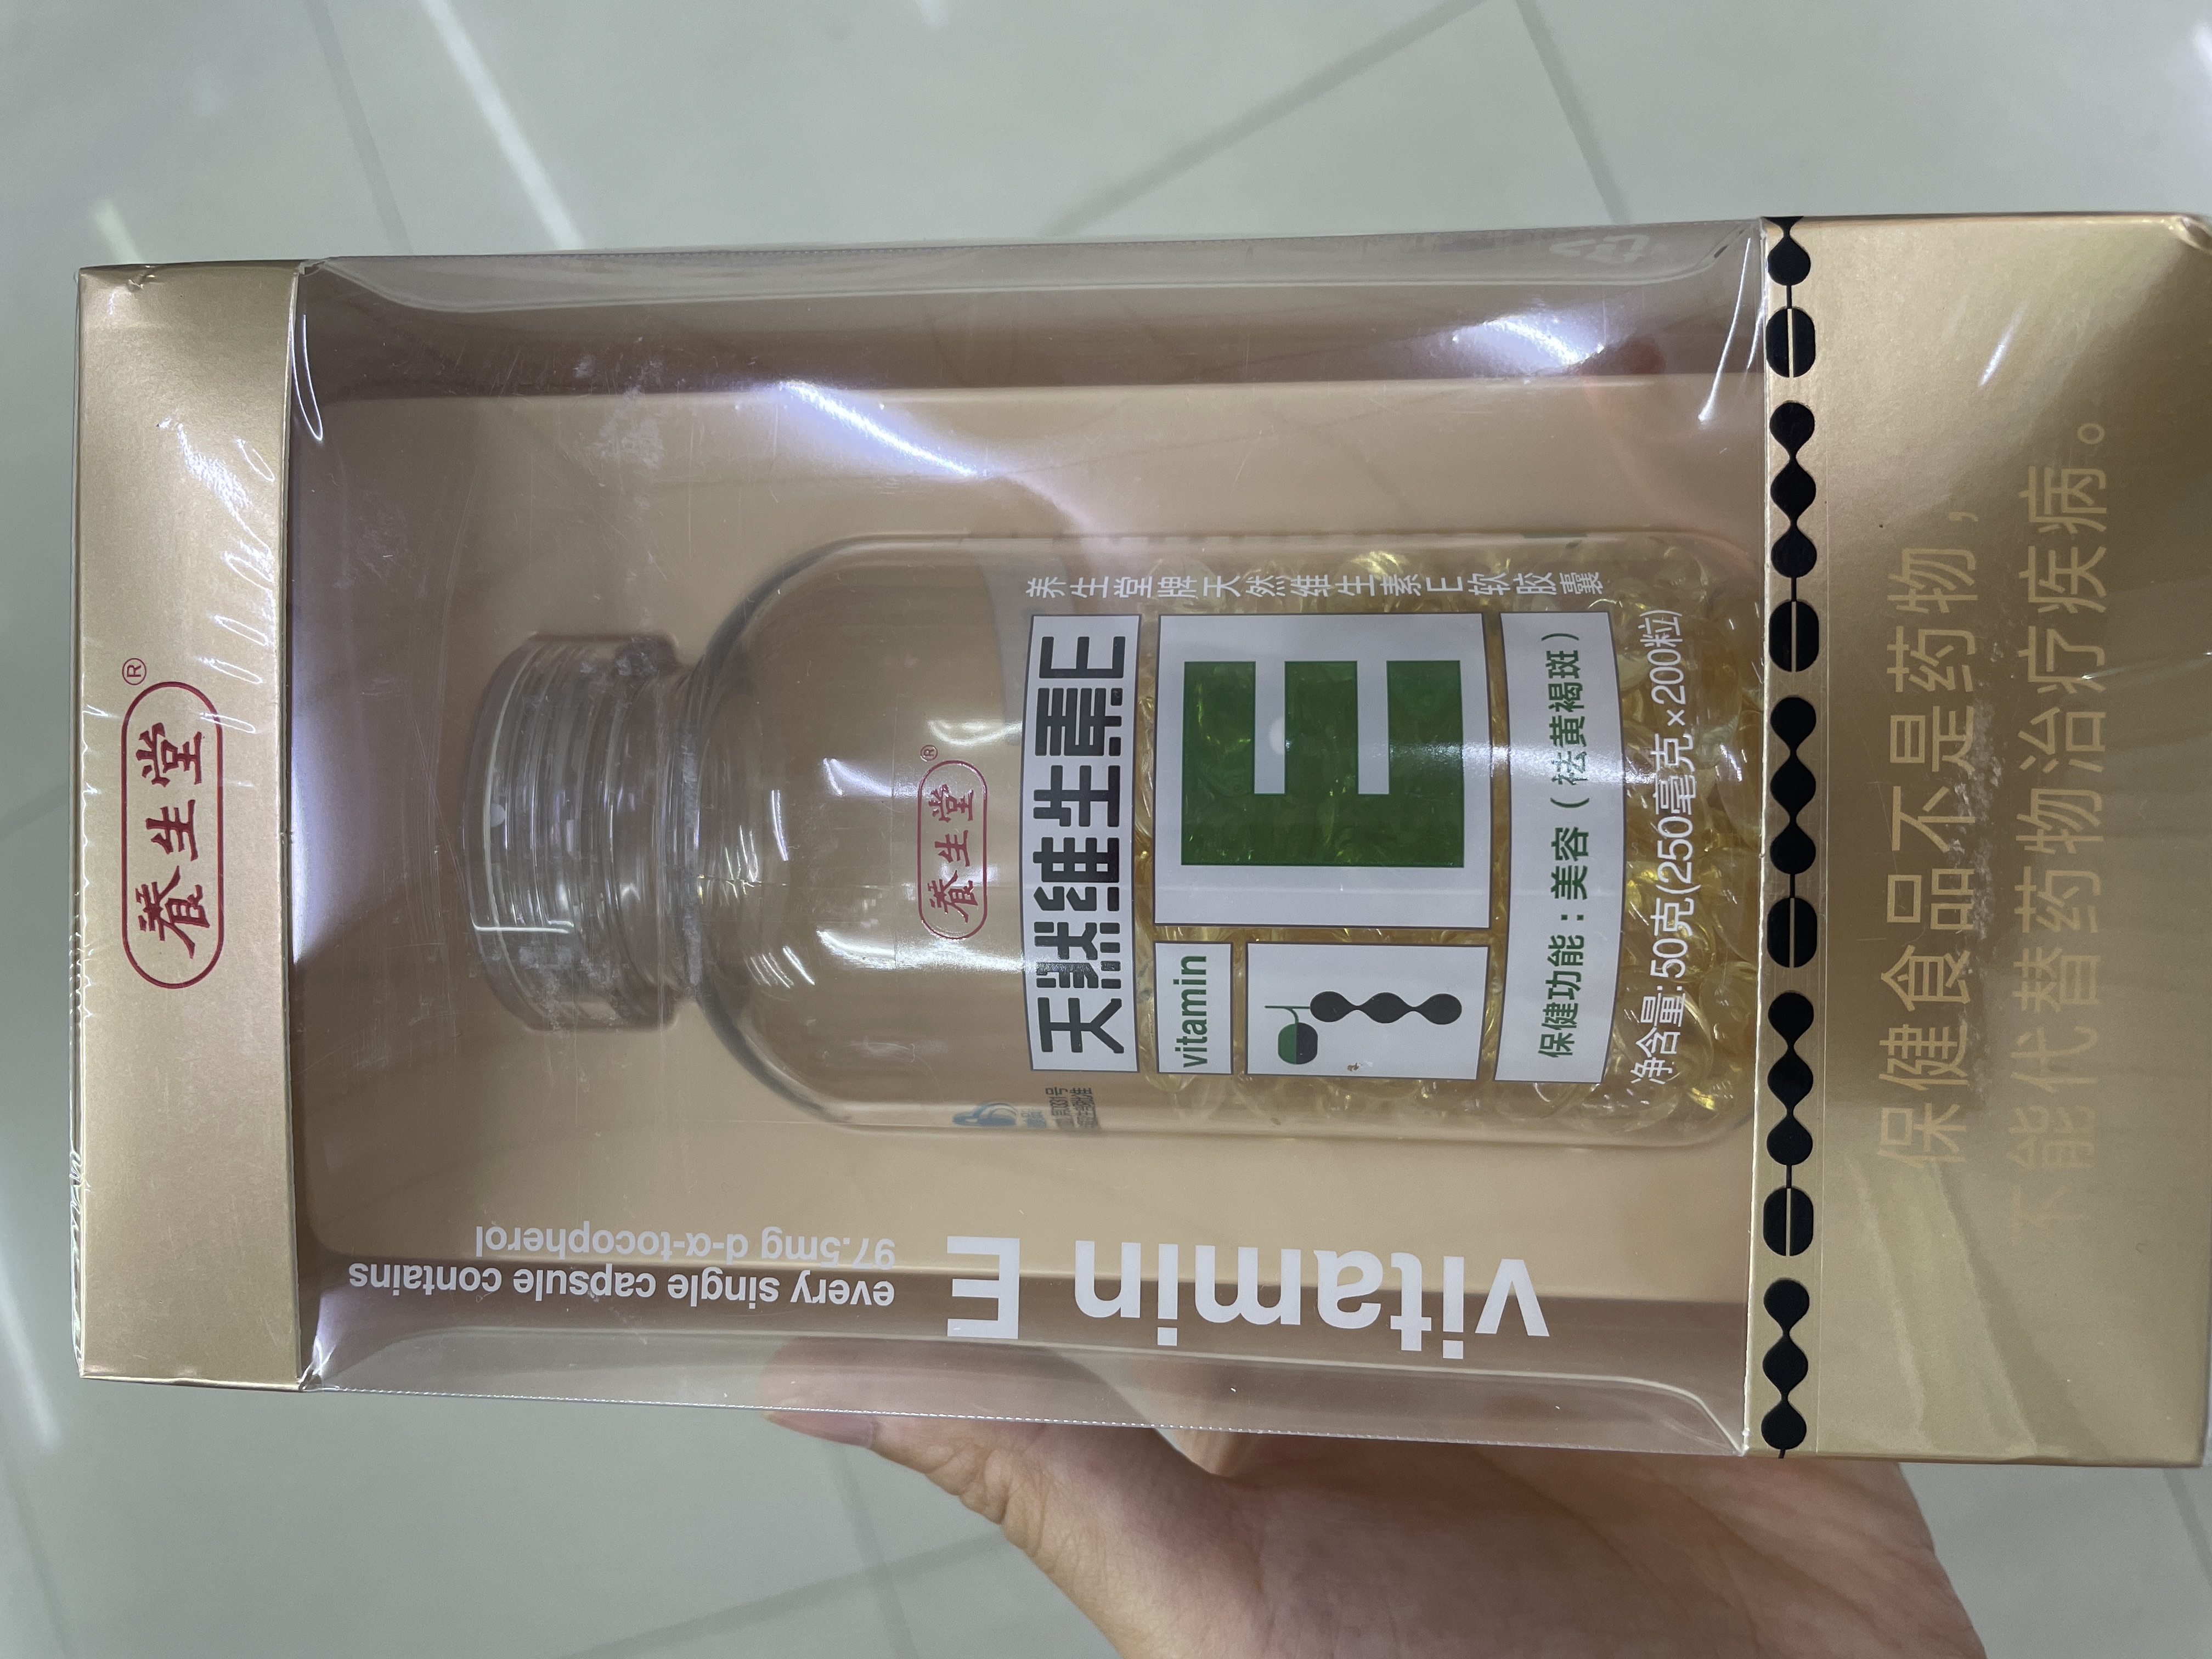 養生堂®
養生堂®
天然維生素E
养生堂牌天然维生素E软胶囊
vitamin
E
保健功能：美容（祛黄褐斑）
净含量:50克(250毫克×200粒)
vitamin E
every single capsule contains
97.5mg d-α-tocopherol
保健食品不是药物，
不能代替药物治疗疾病。